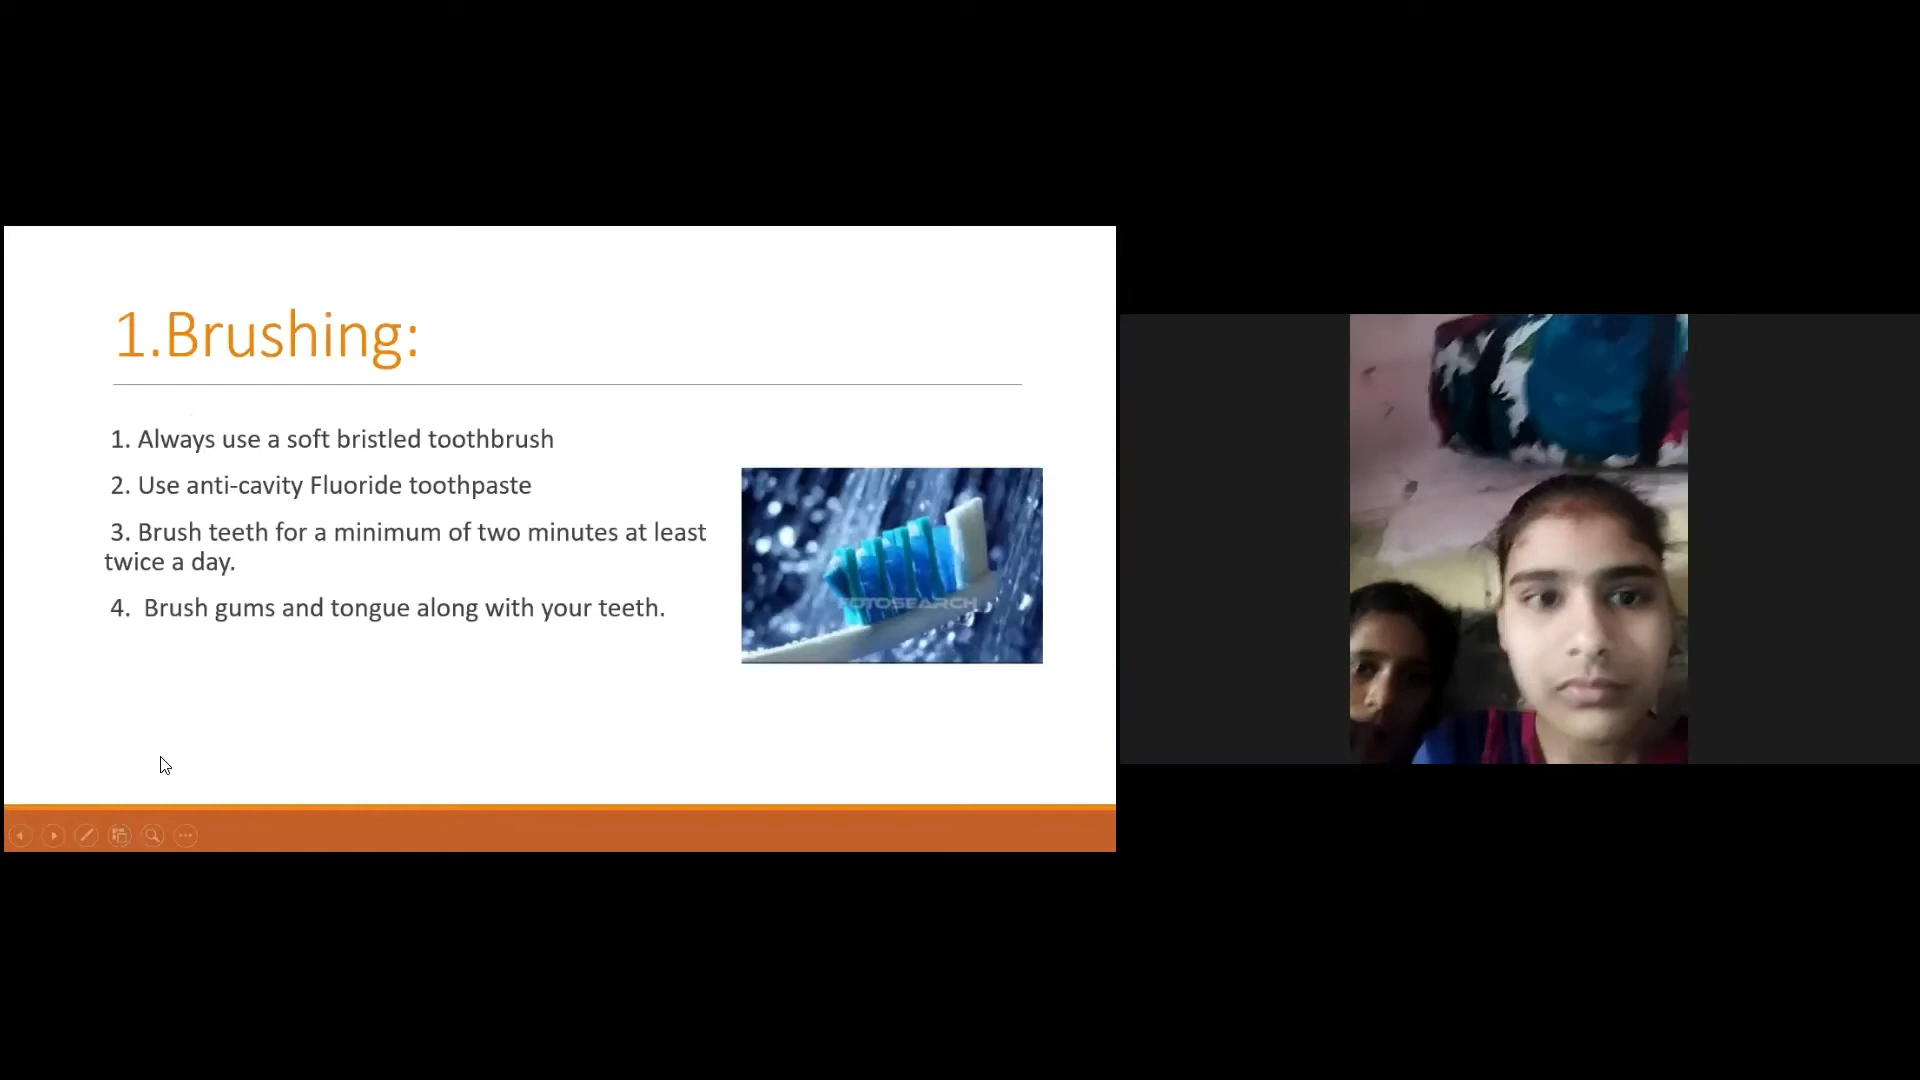 1.Brushing:
1. Always use a soft bristled toothbrush
2. Use anti-cavity Fluoride toothpaste
3. Brush teeth for a minimum of two minutes at least
twice a day.
4. Brush gums and tongue along with your teeth.
FOTOSEARCH